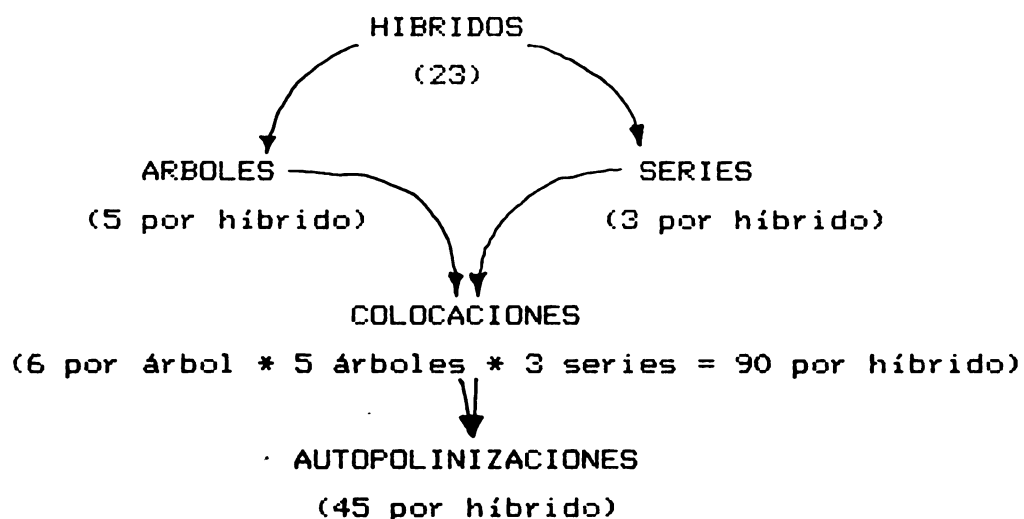 HIBRIDOS
(23)
ARBOLES
SERIES
(5 por híbrido)
(3 por híbrido)
COLOCACIONES
(6 por árbol * 5 árboles * 3 series = 90 por híbrido)
AUTOPOLINIZACIONES
(45 por híbrido)